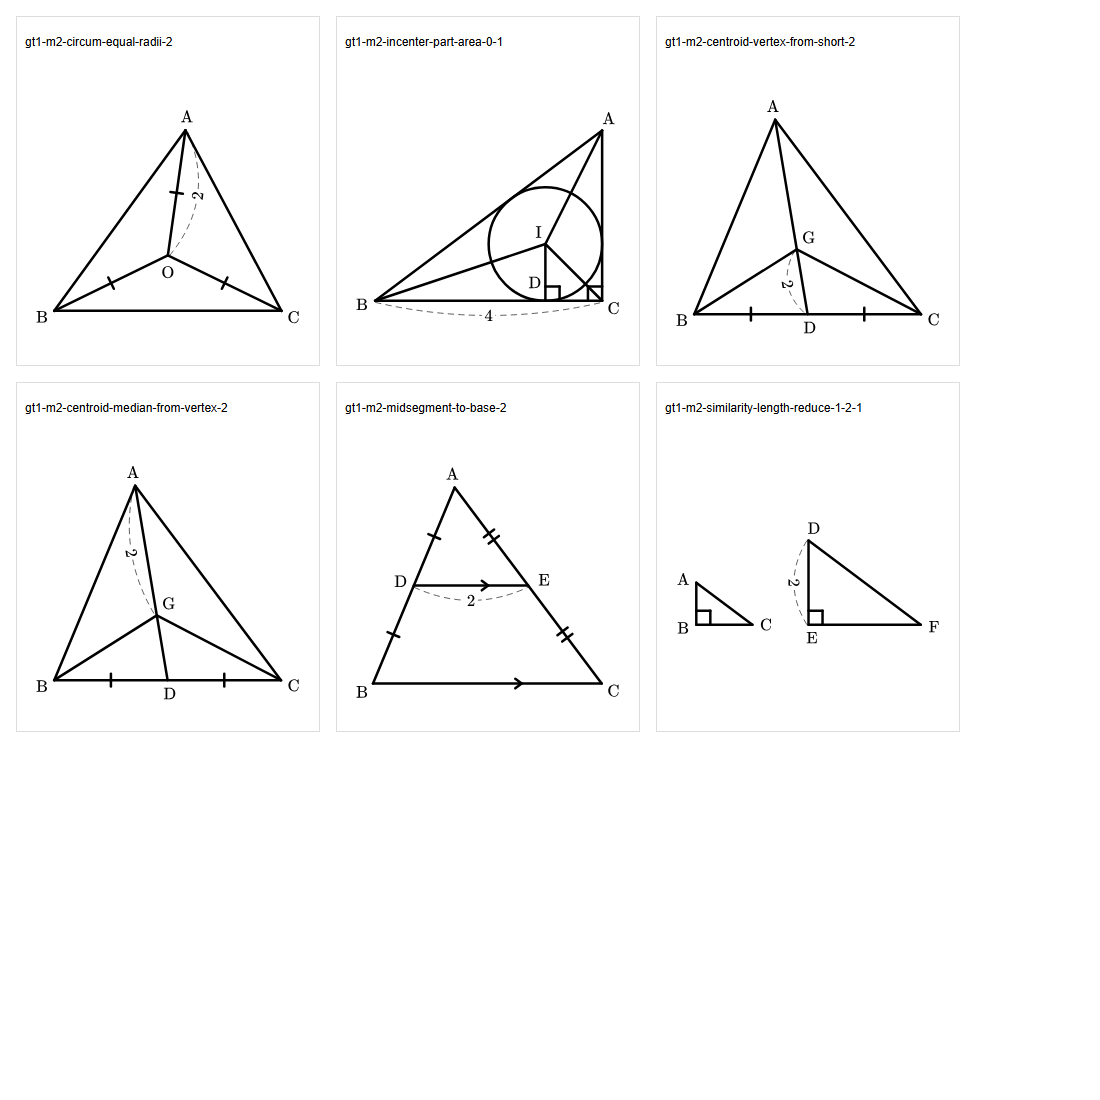 gt1-m2-circum-equal-radii-2
A
2
O
B
C
gt1-m2-incenter-part-area-0-1
A
I
D
B
C
4
gt1-m2-centroid-vertex-from-short-2
A
G
2
B
C
D
gt1-m2-centroid-median-from-vertex-2
A
2
G
B
C
D
gt1-m2-midsegment-to-base-2
A
D
E
2
B
C
gt1-m2-similarity-length-reduce-1-2-1
D
A
2
B
C
E
F